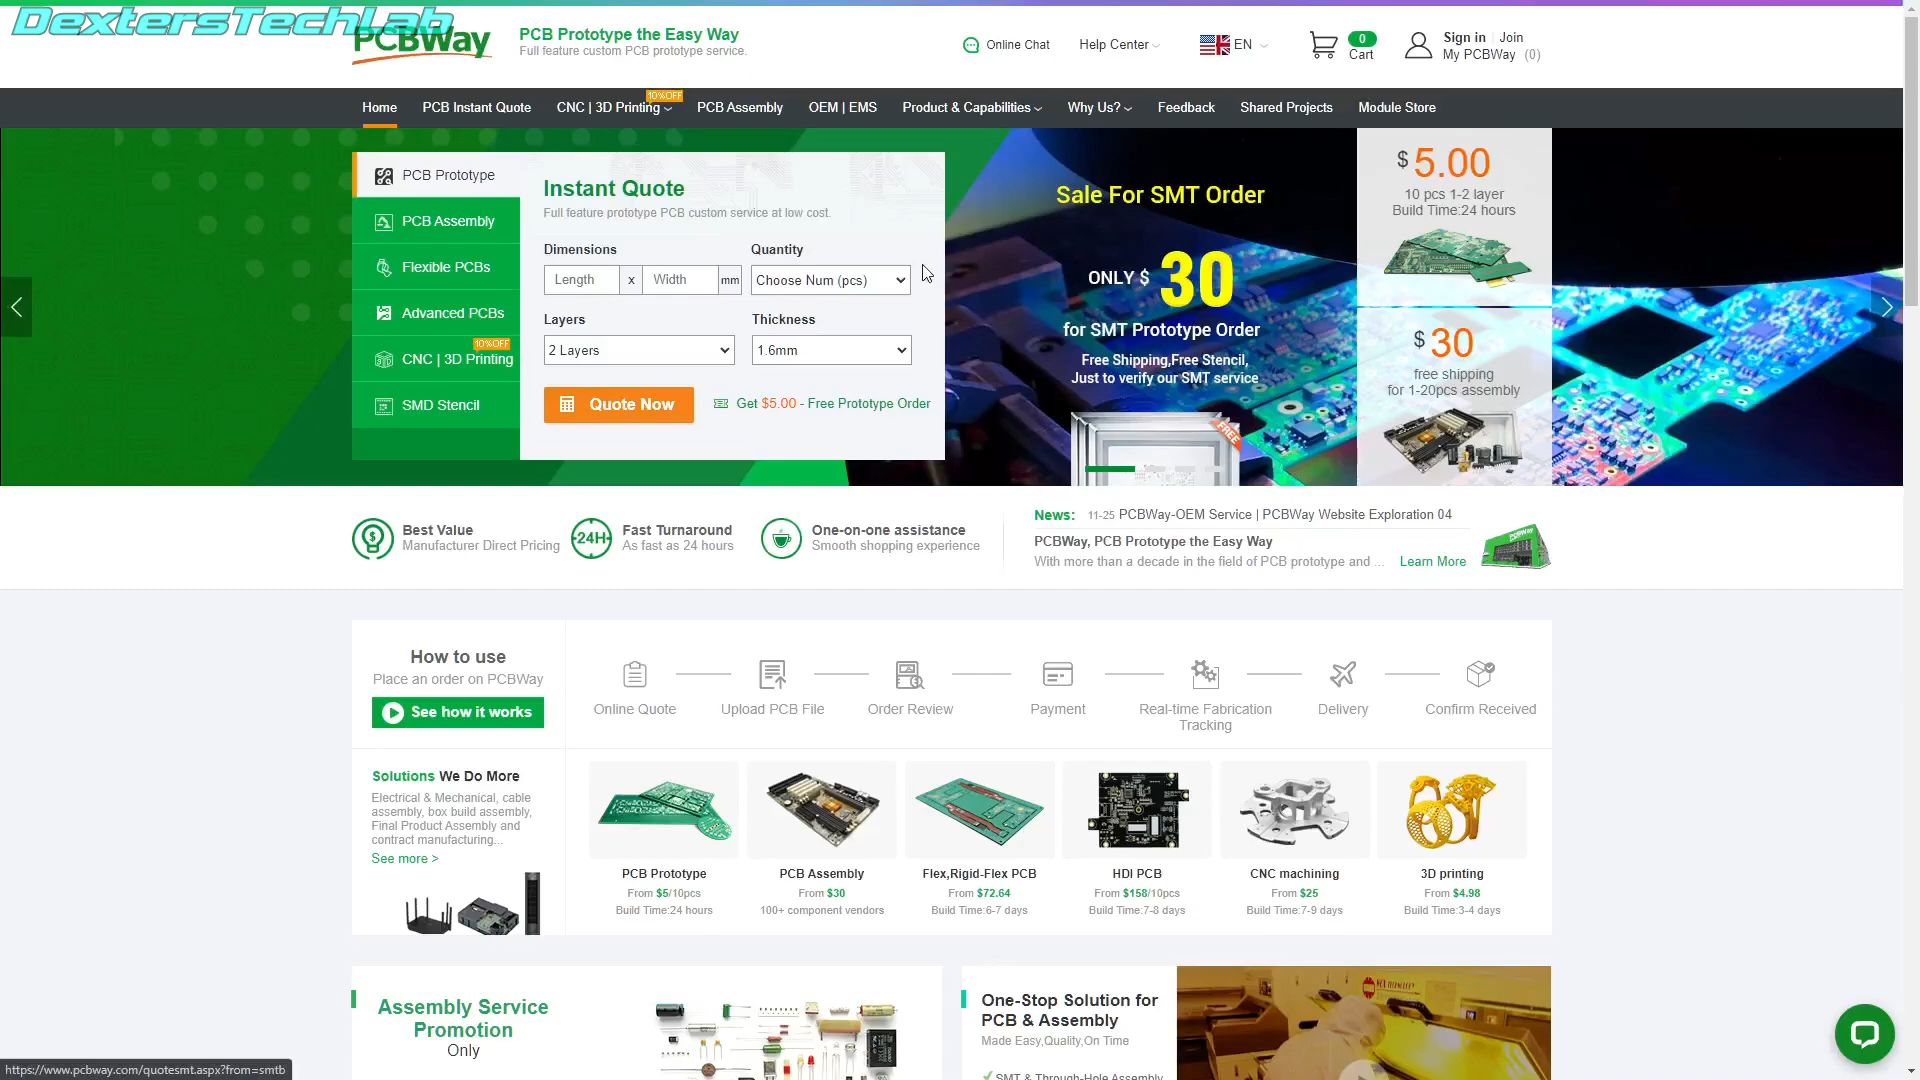 DextersTechLab
PCBWay
PCB Prototype the Easy Way
Full feature custom PCB prototype service.
Online Chat
Help Center
EN
0
Cart
Sign in
Join
My PCBWay (0)
Home
PCB Instant Quote
CNC | 3D Printing
10%OFF
PCB Assembly
OEM | EMS
Product & Capabilities
Why Us?
Feedback
Shared Projects
Module Store
PCB Prototype
PCB Assembly
Flexible PCBs
Advanced PCBs
10%OFF
CNC | 3D Printing
SMD Stencil
Instant Quote
Full feature prototype PCB custom service at low cost.
Dimensions
Quantity
Length
x
Width
mm
Choose Num (pcs)
Layers
Thickness
2 Layers
1.6mm
Quote Now
Get $5.00 - Free Prototype Order
Sale For SMT Order
ONLY $ 30
for SMT Prototype Order
Free Shipping,Free Stencil,
Just to verify our SMT service
FREE
$ 5.00
10 pcs 1-2 layer
Build Time:24 hours
$ 30
free shipping
for 1-20pcs assembly
Best Value
Manufacturer Direct Pricing
24H
Fast Turnaround
As fast as 24 hours
One-on-one assistance
Smooth shopping experience
News: 11-25 PCBWay-OEM Service | PCBWay Website Exploration 04
PCBWay, PCB Prototype the Easy Way
With more than a decade in the field of PCB prototype and ... Learn More
How to use
Place an order on PCBWay
See how it works
Online Quote
Upload PCB File
Order Review
Payment
Real-time Fabrication
Tracking
Delivery
Confirm Received
Solutions We Do More
Electrical & Mechanical, cable
assembly, box build assembly,
Final Product Assembly and
contract manufacturing...
See more >
PCB Prototype
From $5/10pcs
Build Time:24 hours
PCB Assembly
From $30
100+ component vendors
Flex,Rigid-Flex PCB
From $72.64
Build Time:6-7 days
HDI PCB
From $158/10pcs
Build Time:7-8 days
CNC machining
From $25
Build Time:7-9 days
3D printing
From $4.98
Build Time:3-4 days
Assembly Service
Promotion
Only
One-Stop Solution for
PCB & Assembly
Made Easy,Quality,On Time
SMT & Through-Hole Assembly
https://www.pcbway.com/quotesmt.aspx?from=smtb